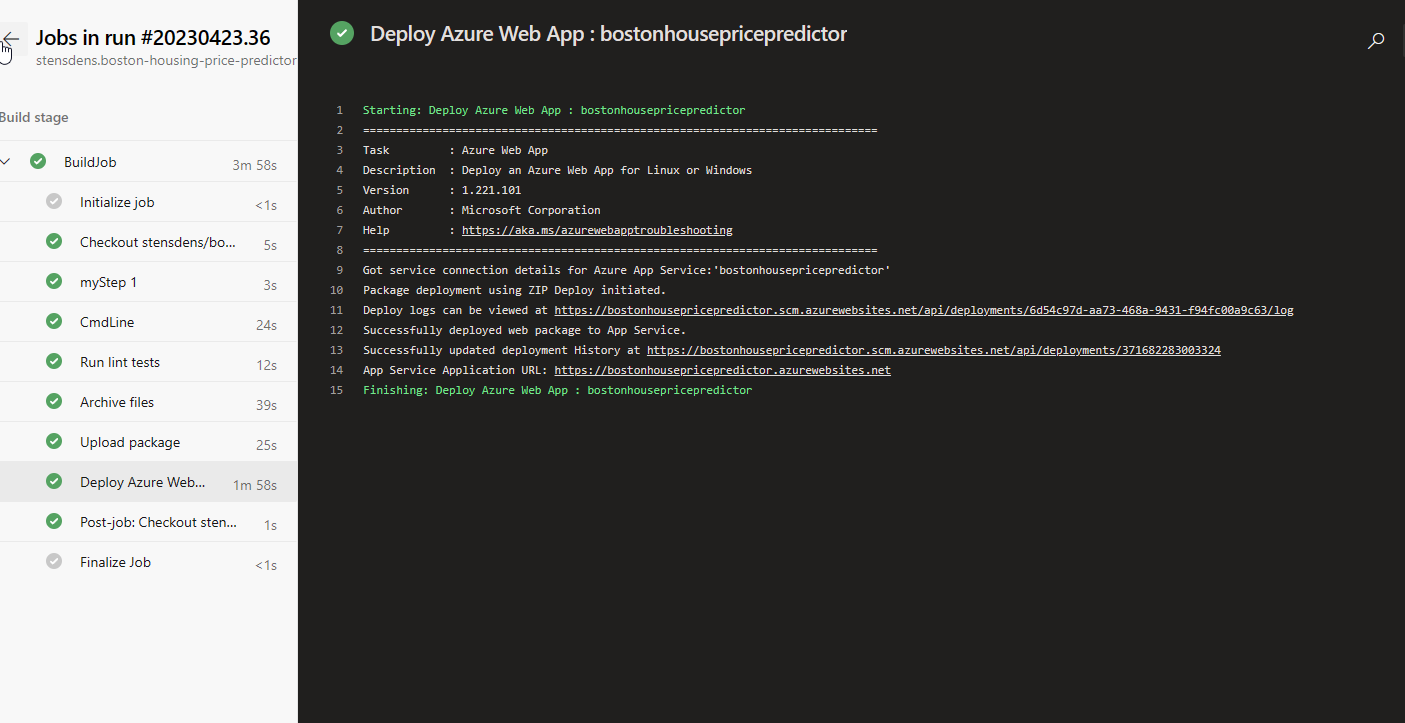 Jobs in run #20230423.36
stensdens.boston-housing-price-predictor
Build stage
BuildJob 3m 58s
Initialize job <1s
Checkout stensdens/bo... 5s
myStep 1 3s
CmdLine 24s
Run lint tests 12s
Archive files 39s
Upload package 25s
Deploy Azure Web... 1m 58s
Post-job: Checkout sten... 1s
Finalize Job <1s
Deploy Azure Web App : bostonhousepricepredictor
1 Starting: Deploy Azure Web App : bostonhousepricepredictor
2 ==============================================================================
3 Task : Azure Web App
4 Description : Deploy an Azure Web App for Linux or Windows
5 Version : 1.221.101
6 Author : Microsoft Corporation
7 Help : https://aka.ms/azurewebapptroubleshooting
8 ==============================================================================
9 Got service connection details for Azure App Service:'bostonhousepricepredictor'
10 Package deployment using ZIP Deploy initiated.
11 Deploy logs can be viewed at https://bostonhousepricepredictor.scm.azurewebsites.net/api/deployments/6d54c97d-aa73-468a-9431-f94fc00a9c63/log
12 Successfully deployed web package to App Service.
13 Successfully updated deployment History at https://bostonhousepricepredictor.scm.azurewebsites.net/api/deployments/371682283003324
14 App Service Application URL: https://bostonhousepricepredictor.azurewebsites.net
15 Finishing: Deploy Azure Web App : bostonhousepricepredictor